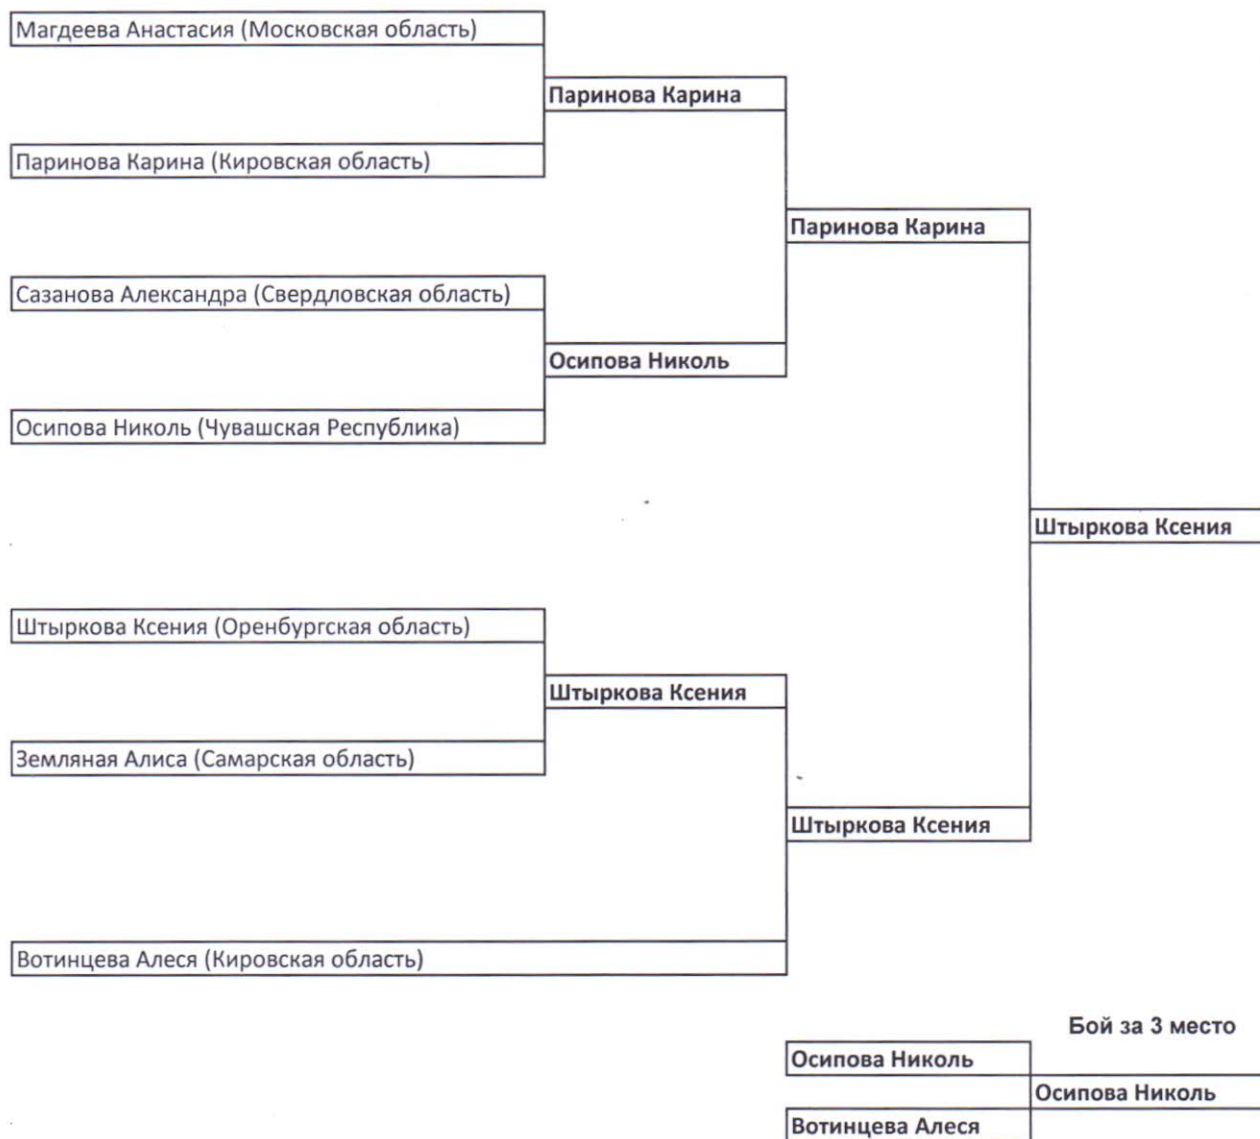 Магдеева Анастасия (Московская область)
Паринова Карина
Паринова Карина (Кировская область)
Паринова Карина
Сазанова Александра (Свердловская область)
Осипова Николь
Осипова Николь (Чувашская Республика)
Штыркова Ксения
Штыркова Ксения (Оренбургская область)
Штыркова Ксения
Земляная Алиса (Самарская область)
Штыркова Ксения
Вотинцева Алеся (Кировская область)
Бой за 3 место
Осипова Николь
Осипова Николь
Вотинцева Алеся